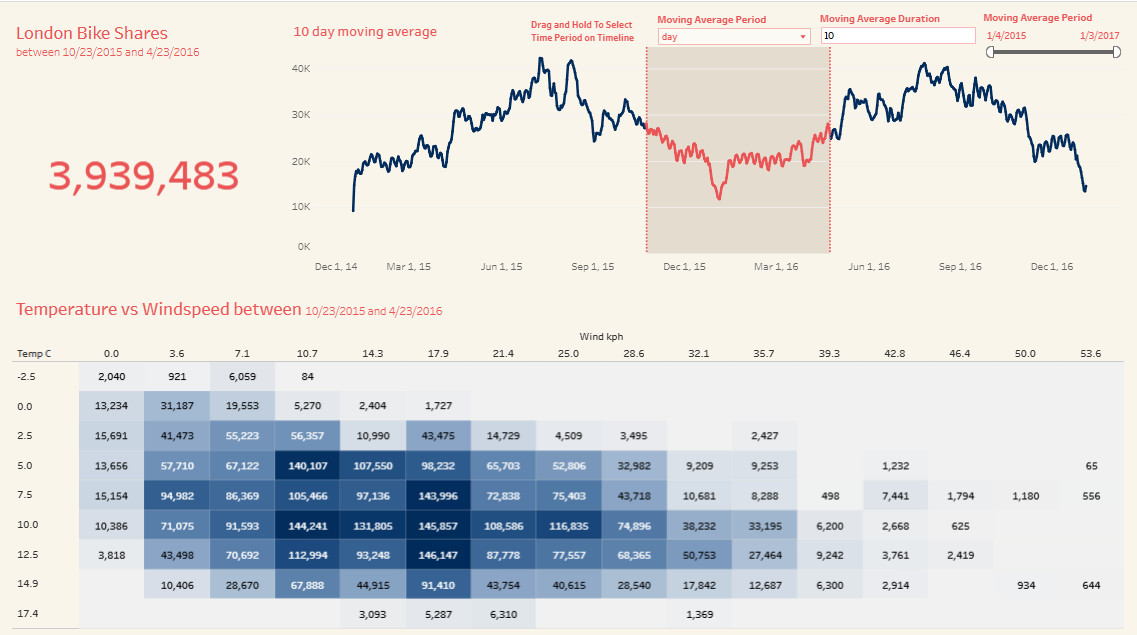 London Bike Shares
between 10/23/2015 and 4/23/2016
3,939,483
10 day moving average
Drag and Hold To Select
Time Period on Timeline
Moving Average Period
day
Moving Average Duration
10
Moving Average Period
1/4/2015 1/3/2017
40K
30K
20K
10K
0K
Dec 1, 14 Mar 1, 15 Jun 1, 15 Sep 1, 15 Dec 1, 15 Mar 1, 16 Jun 1, 16 Sep 1, 16 Dec 1, 16
Temperature vs Windspeed between 10/23/2015 and 4/23/2016
Wind kph
Temp C 0.0 3.6 7.1 10.7 14.3 17.9 21.4 25.0 28.6 32.1 35.7 39.3 42.8 46.4 50.0 53.6
-2.5 2,040 921 6,059 84
0.0 13,234 31,187 19,553 5,270 2,404 1,727
2.5 15,691 41,473 55,223 56,357 10,990 43,475 14,729 4,509 3,495 2,427
5.0 13,656 57,710 67,122 140,107 107,550 98,232 65,703 52,806 32,982 9,209 9,253 1,232 65
7.5 15,154 94,982 86,369 105,466 97,136 143,996 72,838 75,403 43,718 10,681 8,288 498 7,441 1,794 1,180 556
10.0 10,386 71,075 91,593 144,241 131,805 145,857 108,586 116,835 74,896 38,232 33,195 6,200 2,668 625
12.5 3,818 43,498 70,692 112,994 93,248 146,147 87,778 77,557 68,365 50,753 27,464 9,242 3,761 2,419
14.9 10,406 28,670 67,888 44,915 91,410 43,754 40,615 28,540 17,842 12,687 6,300 2,914 934 644
17.4 3,093 5,287 6,310 1,369